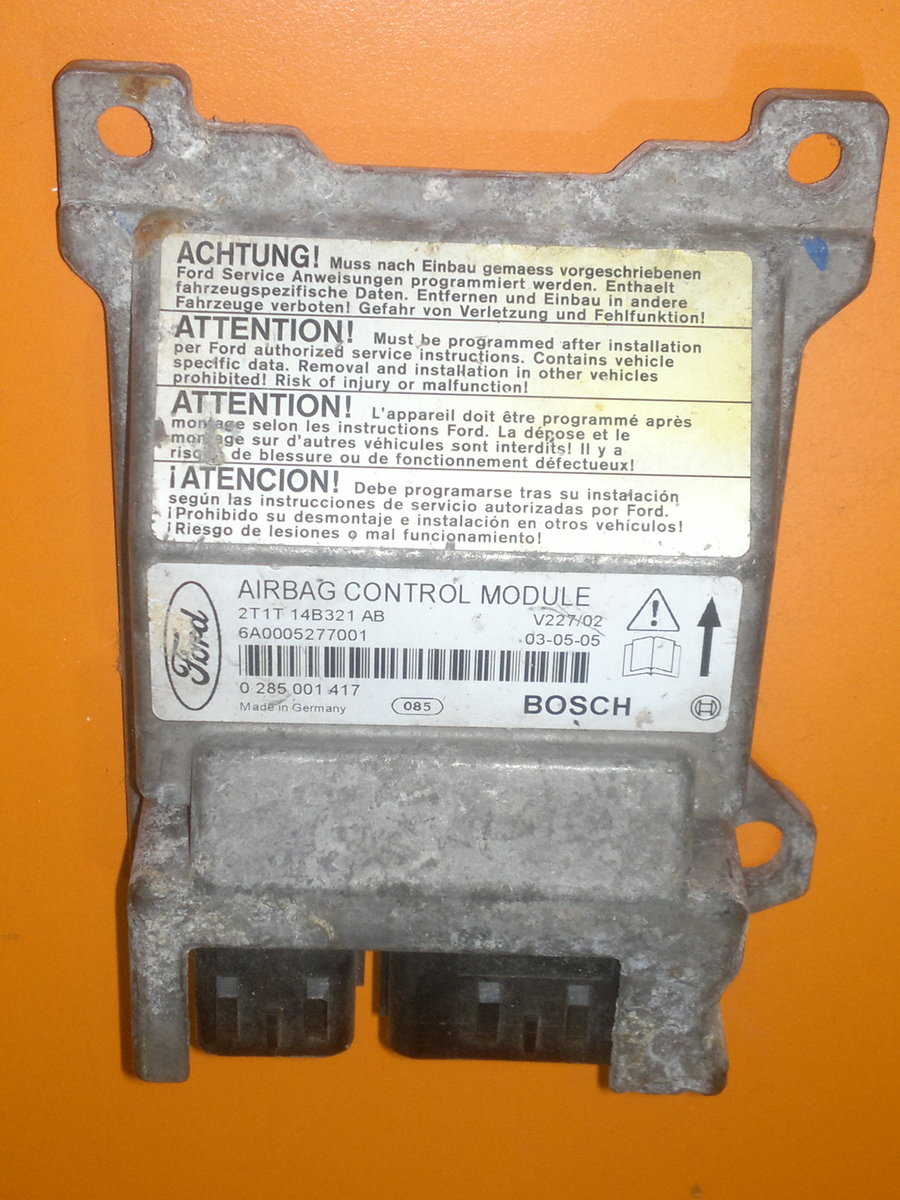 ACHTUNG! Muss nach Einbau gemaess vorgeschriebenen
Ford Service Anweisungen programmiert werden. Enthaelt
fahrzeugspezifische Daten. Entfernen und Einbau in andere
Fahrzeuge verboten! Gefahr von Verletzung und Fehlfunktion!
ATTENTION! Must be programmed after installation
per Ford authorized service instructions. Contains vehicle
specific data. Removal and installation in other vehicles
prohibited! Risk of injury or malfunction!
ATTENTION! L'appareil doit être programmé après
montage selon les instructions Ford. La dépose et le
montage sur d'autres véhicules sont interdits! Il y a
risque de blessure ou de fonctionnement défectueux!
¡ATENCION! Debe programarse tras su instalación
según las instrucciones de servicio autorizadas por Ford.
¡Prohibido su desmontaje e instalación en otros vehículos!
¡Riesgo de lesiones o mal funcionamiento!
Ford
AIRBAG CONTROL MODULE
2T1T 14B321 AB V227/02
6A0005277001 03-05-05
0 285 001 417
Made in Germany 085 BOSCH